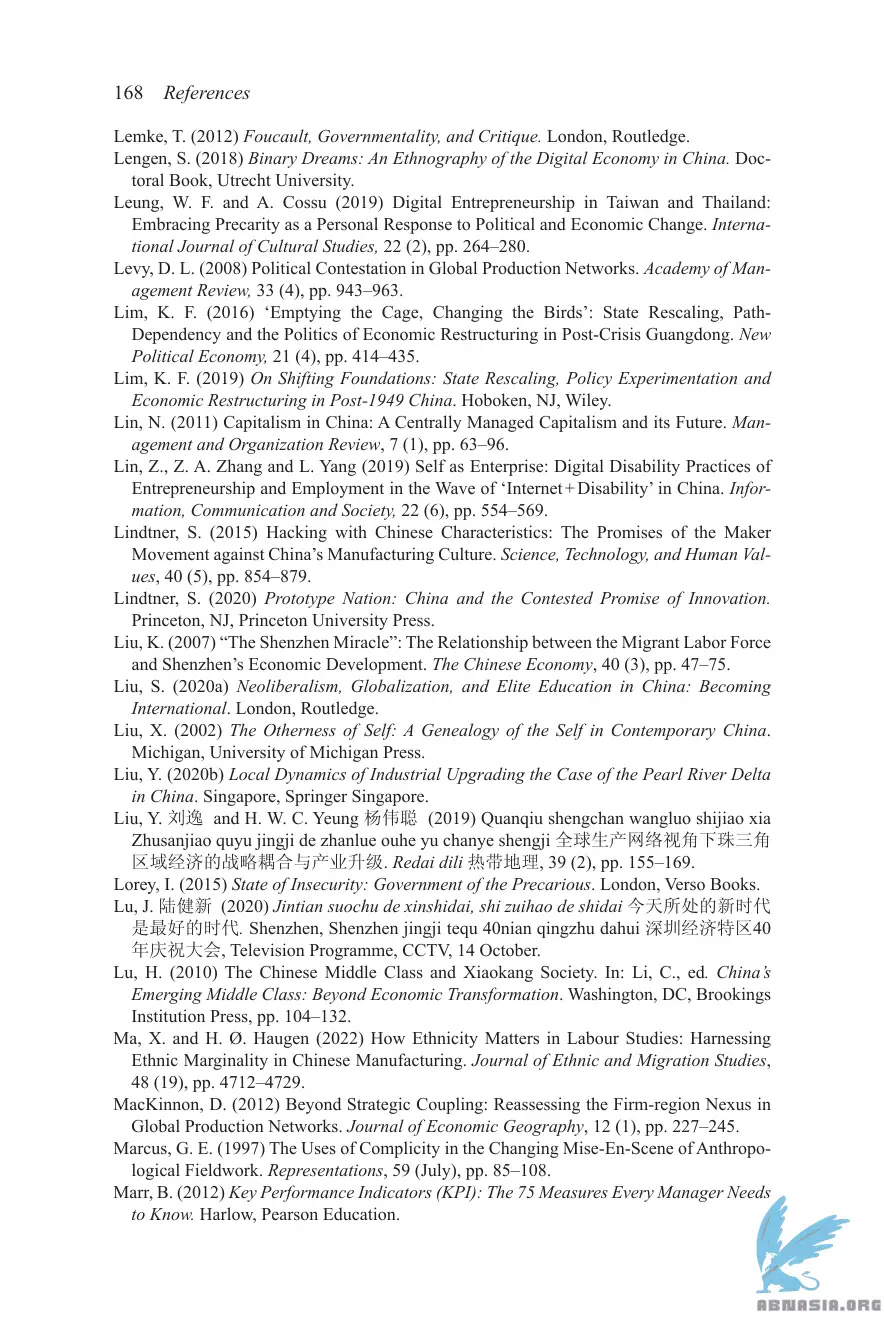 168 References
Lemke, T. (2012) Foucault, Governmentality, and Critique. London, Routledge.
Lengen, S. (2018) Binary Dreams: An Ethnography of the Digital Economy in China. Doc-
toral Book, Utrecht University.
Leung, W. F. and A. Cossu (2019) Digital Entrepreneurship in Taiwan and Thailand:
Embracing Precarity as a Personal Response to Political and Economic Change. Interna-
tional Journal of Cultural Studies, 22 (2), pp. 264–280.
Levy, D. L. (2008) Political Contestation in Global Production Networks. Academy of Man-
agement Review, 33 (4), pp. 943–963.
Lim, K. F. (2016) ‘Emptying the Cage, Changing the Birds’: State Rescaling, Path-
Dependency and the Politics of Economic Restructuring in Post-Crisis Guangdong. New
Political Economy, 21 (4), pp. 414–435.
Lim, K. F. (2019) On Shifting Foundations: State Rescaling, Policy Experimentation and
Economic Restructuring in Post-1949 China. Hoboken, NJ, Wiley.
Lin, N. (2011) Capitalism in China: A Centrally Managed Capitalism and its Future. Man-
agement and Organization Review, 7 (1), pp. 63–96.
Lin, Z., Z. A. Zhang and L. Yang (2019) Self as Enterprise: Digital Disability Practices of
Entrepreneurship and Employment in the Wave of ‘Internet+Disability’ in China. Infor-
mation, Communication and Society, 22 (6), pp. 554–569.
Lindtner, S. (2015) Hacking with Chinese Characteristics: The Promises of the Maker
Movement against China’s Manufacturing Culture. Science, Technology, and Human Val-
ues, 40 (5), pp. 854–879.
Lindtner, S. (2020) Prototype Nation: China and the Contested Promise of Innovation.
Princeton, NJ, Princeton University Press.
Liu, K. (2007) “The Shenzhen Miracle”: The Relationship between the Migrant Labor Force
and Shenzhen’s Economic Development. The Chinese Economy, 40 (3), pp. 47–75.
Liu, S. (2020a) Neoliberalism, Globalization, and Elite Education in China: Becoming
International. London, Routledge.
Liu, X. (2002) The Otherness of Self: A Genealogy of the Self in Contemporary China.
Michigan, University of Michigan Press.
Liu, Y. (2020b) Local Dynamics of Industrial Upgrading the Case of the Pearl River Delta
in China. Singapore, Springer Singapore.
Liu, Y. 刘逸 and H. W. C. Yeung 杨伟聪 (2019) Quanqiu shengchan wangluo shijiao xia
Zhusanjiao quyu jingji de zhanlue ouhe yu chanye shengji 全球生产网络视角下珠三角
区域经济的战略耦合与产业升级. Redai dili 热带地理, 39 (2), pp. 155–169.
Lorey, I. (2015) State of Insecurity: Government of the Precarious. London, Verso Books.
Lu, J. 陆健新 (2020) Jintian suochu de xinshidai, shi zuihao de shidai 今天所处的新时代
是最好的时代. Shenzhen, Shenzhen jingji tequ 40nian qingzhu dahui 深圳经济特区40
年庆祝大会, Television Programme, CCTV, 14 October.
Lu, H. (2010) The Chinese Middle Class and Xiaokang Society. In: Li, C., ed. China’s
Emerging Middle Class: Beyond Economic Transformation. Washington, DC, Brookings
Institution Press, pp. 104–132.
Ma, X. and H. Ø. Haugen (2022) How Ethnicity Matters in Labour Studies: Harnessing
Ethnic Marginality in Chinese Manufacturing. Journal of Ethnic and Migration Studies,
48 (19), pp. 4712–4729.
MacKinnon, D. (2012) Beyond Strategic Coupling: Reassessing the Firm-region Nexus in
Global Production Networks. Journal of Economic Geography, 12 (1), pp. 227–245.
Marcus, G. E. (1997) The Uses of Complicity in the Changing Mise-En-Scene of Anthropo-
logical Fieldwork. Representations, 59 (July), pp. 85–108.
Marr, B. (2012) Key Performance Indicators (KPI): The 75 Measures Every Manager Needs
to Know. Harlow, Pearson Education.
ABNASIA.ORG